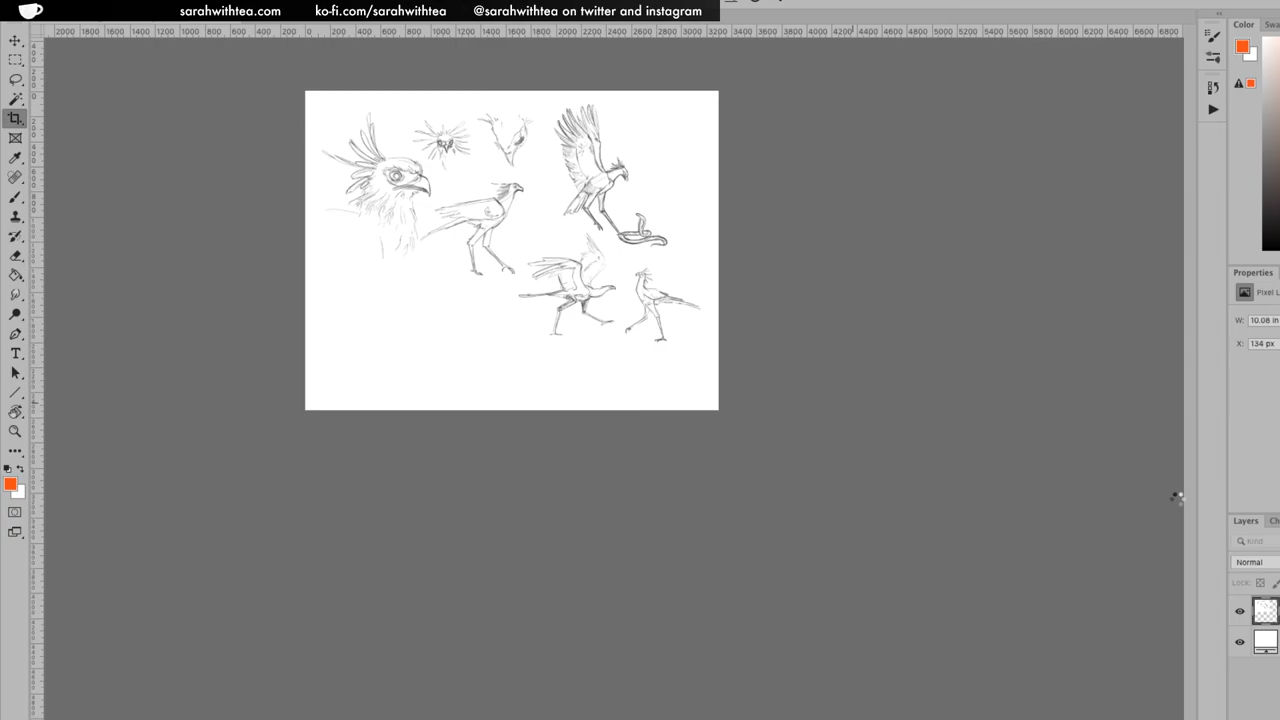 sarahwithtea.com ko-fi.com/sarahwithtea @sarahwithtea on twitter and instagram
2000 1800 1600 1400 1200 1000 800 600 400 200 0 200 400 600 800 1000 1200 1400 1600 1800 2000 2200 2400 2600 2800 3000 3200 3400 3600 3800 4000 4200 4400 4600 4800 5000 5200 5400 5600 5800 6000 6200 6400 6600 6800
Color Swa
Properties
Pixel L
W: 10.08 in
X: 134 px
Layers Ch
Kind
Normal
Lock: